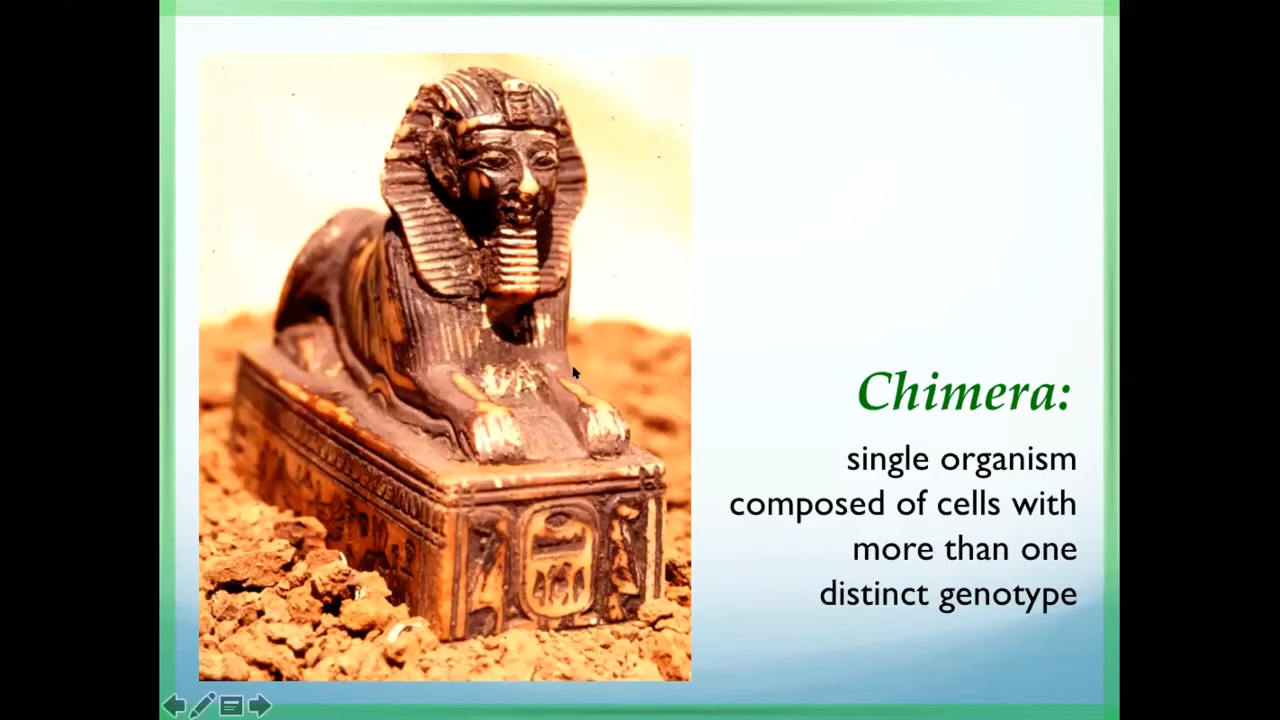 Chimera:
single organism
composed of cells with
more than one
distinct genotype